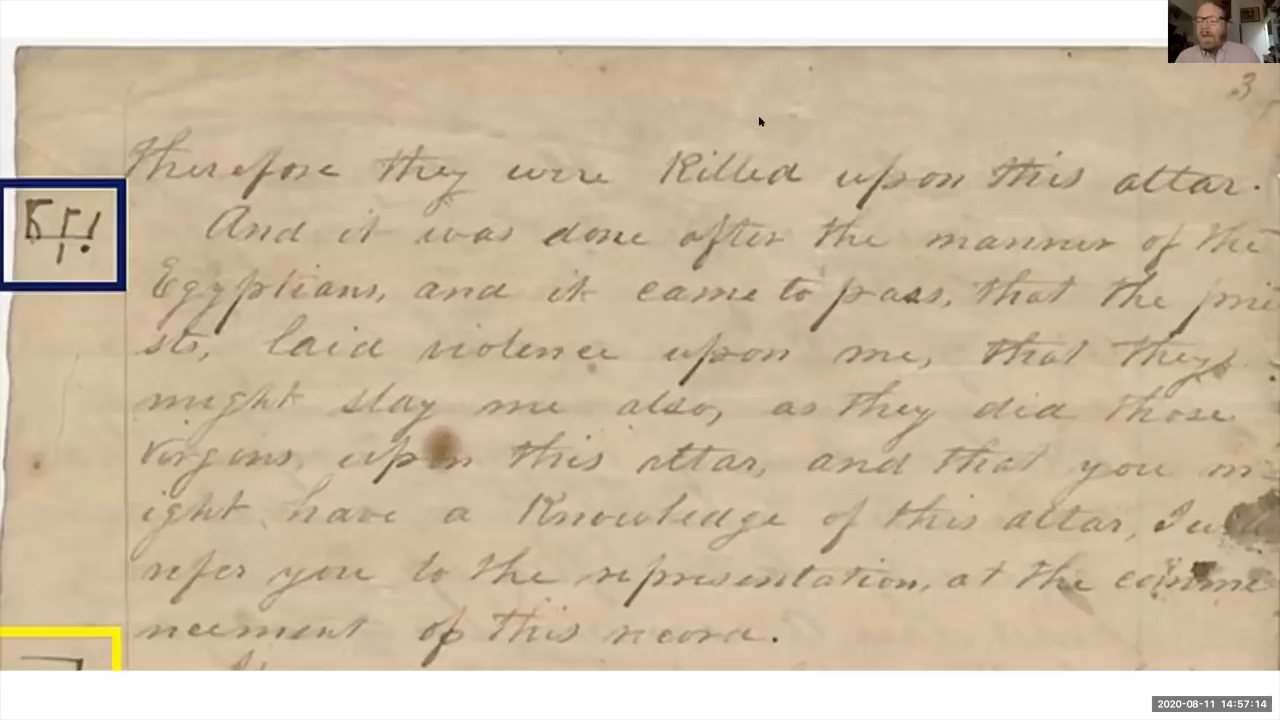 3
therefore they were Killed upon this altar.
And it was done after the manner of the
Egyptians, and it came to pass, that the prie
sts, laid violence upon me, that they
might slay me also, as they did those
virgins, upon this altar, and that you m
ight have a Knowledge of this altar, I
refer you to the representation, at the comme
ncement of this record.
2020-08-11 14:57:14